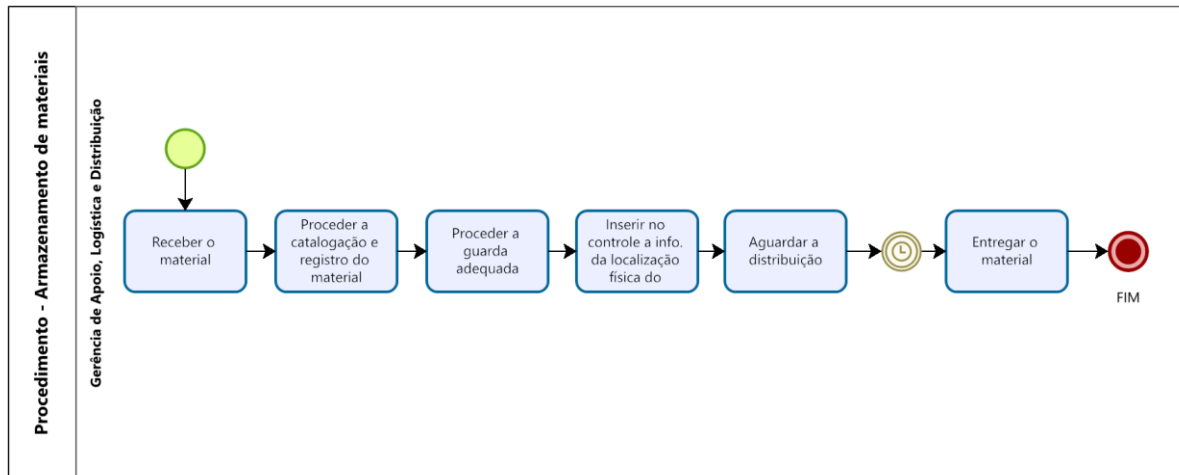 Procedimento - Armazenamento de materiais
Gerência de Apoio, Logística e Distribuição
Receber o
material
Proceder a
catalogação e
registro do
material
Proceder a
guarda
adequada
Inserir no
controle a info.
da localização
física do
Aguardar a
distribuição
Entregar o
material
FIM